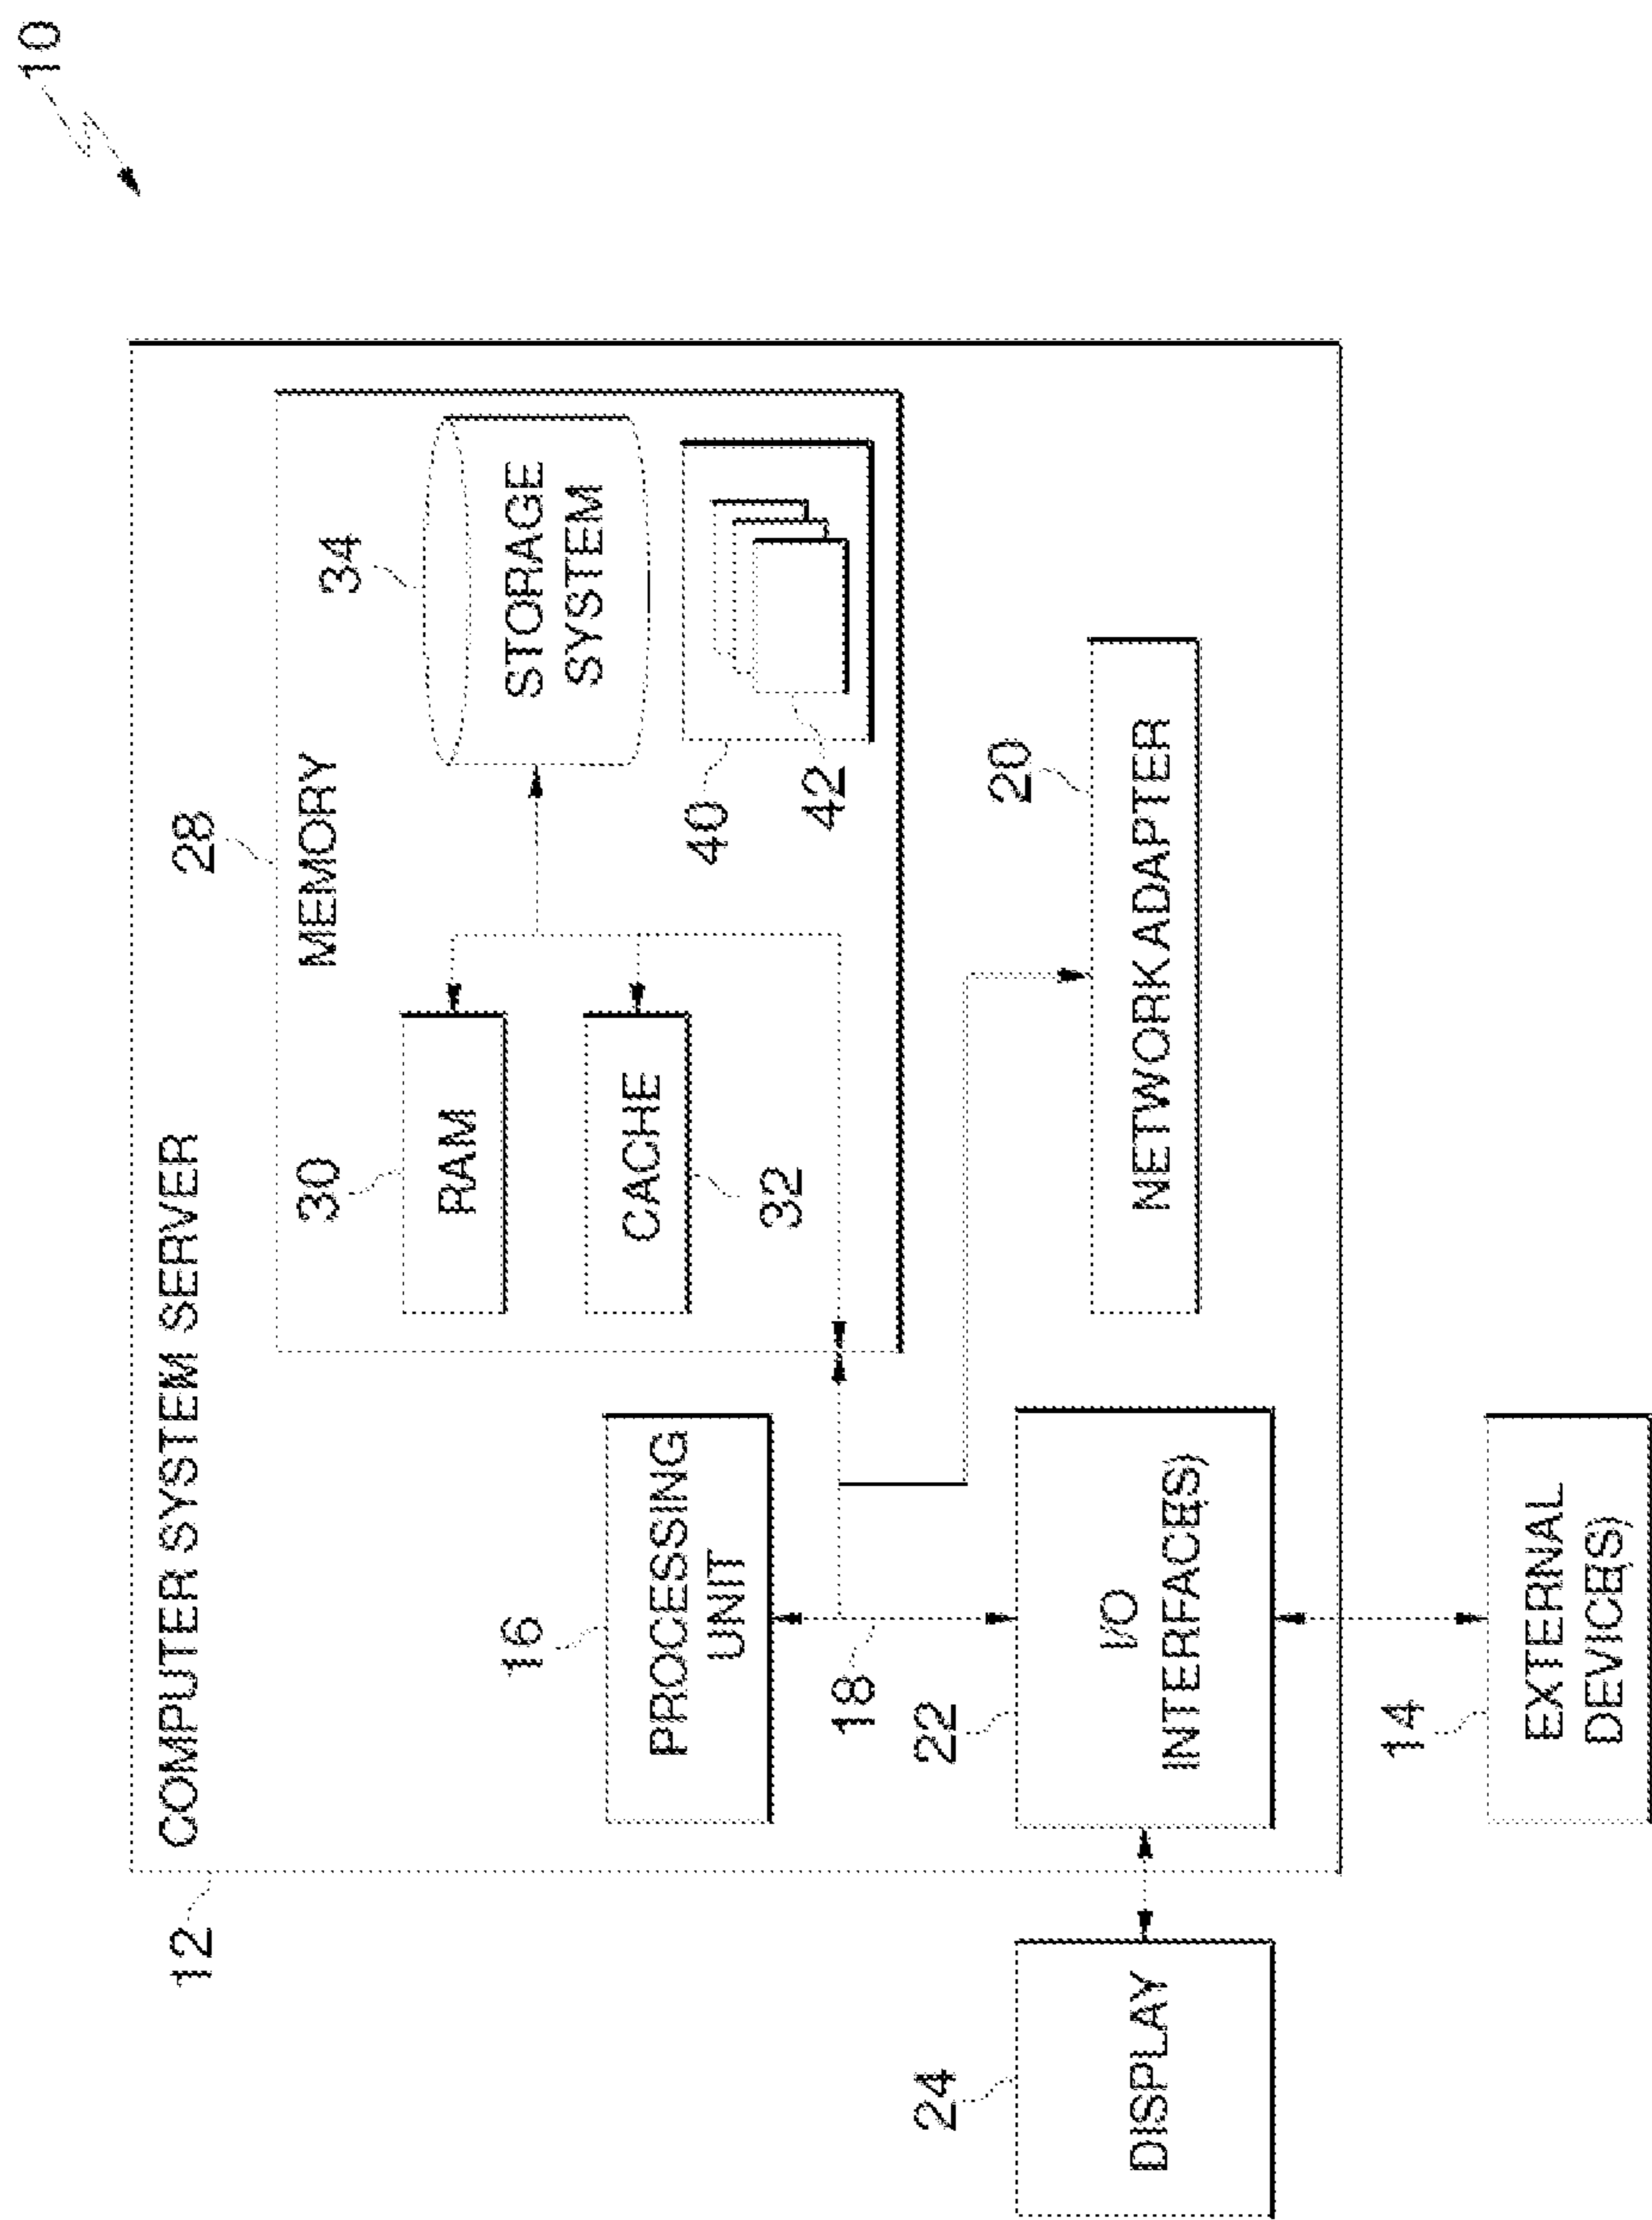 10
12
COMPUTER SYSTEM SERVER
28
MEMORY
34
30
RAM
STORAGE
SYSTEM
16
PROCESSING
UNIT
CACHE
32
40
42
18
24
DISPLAY
22
I/O
INTERFACE(S)
20
NETWORK ADAPTER
14
EXTERNAL
DEVICE(S)